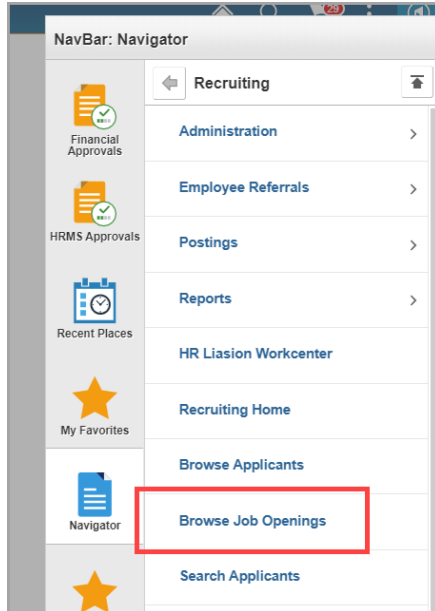 29
NavBar: Navigator
Recruiting
Financial
Approvals
HRMS Approvals
Recent Places
My Favorites
Navigator
Administration
Employee Referrals
Postings
Reports
HR Liasion Workcenter
Recruiting Home
Browse Applicants
Browse Job Openings
Search Applicants